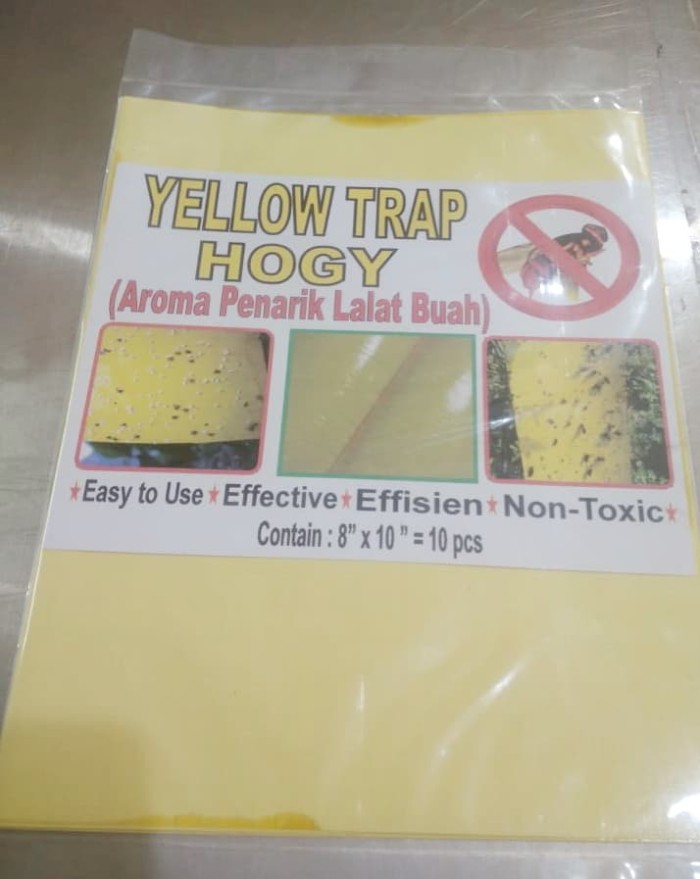 YELLOW TRAP
HOGY
(Aroma Penarik Lalat Buah)
★Easy to Use★Effective★Effisien★Non-Toxic★
Contain : 8” x 10 ” = 10 pcs